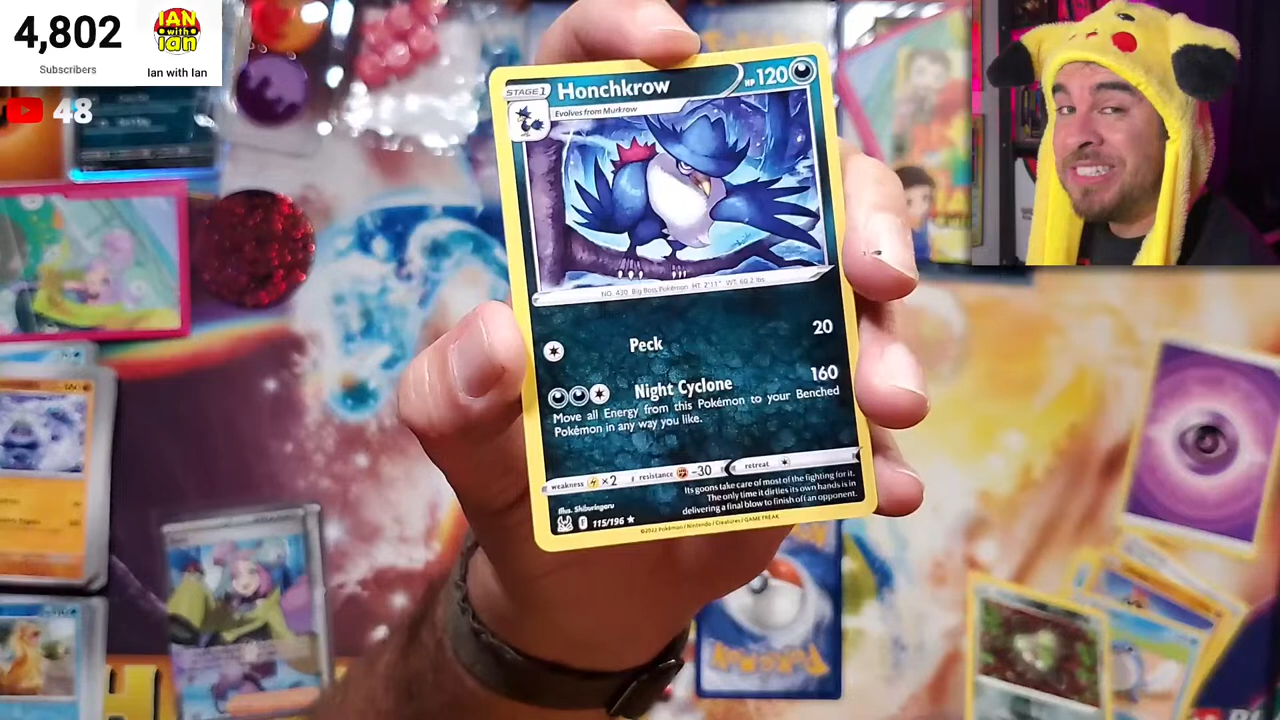 4,802
Subscribers
IAN
with
ian
Ian with Ian
48
STAGE 1
Honchkrow
HP 120
Evolves from Murkrow
NO. 430 Big Boss Pokémon HT: 2'11" WT: 60.2 lbs
Peck
20
Night Cyclone
160
Move all Energy from this Pokémon to your Benched
Pokémon in any way you like.
weakness ×2 resistance -30 retreat
Its goons take care of most of the fighting for it.
The only time it dirties its own hands is in
delivering a final blow to finish off an opponent.
Illus. Shiburingaru
115/196 ★
©2022 Pokémon / Nintendo / Creatures / GAME FREAK
POKéMON